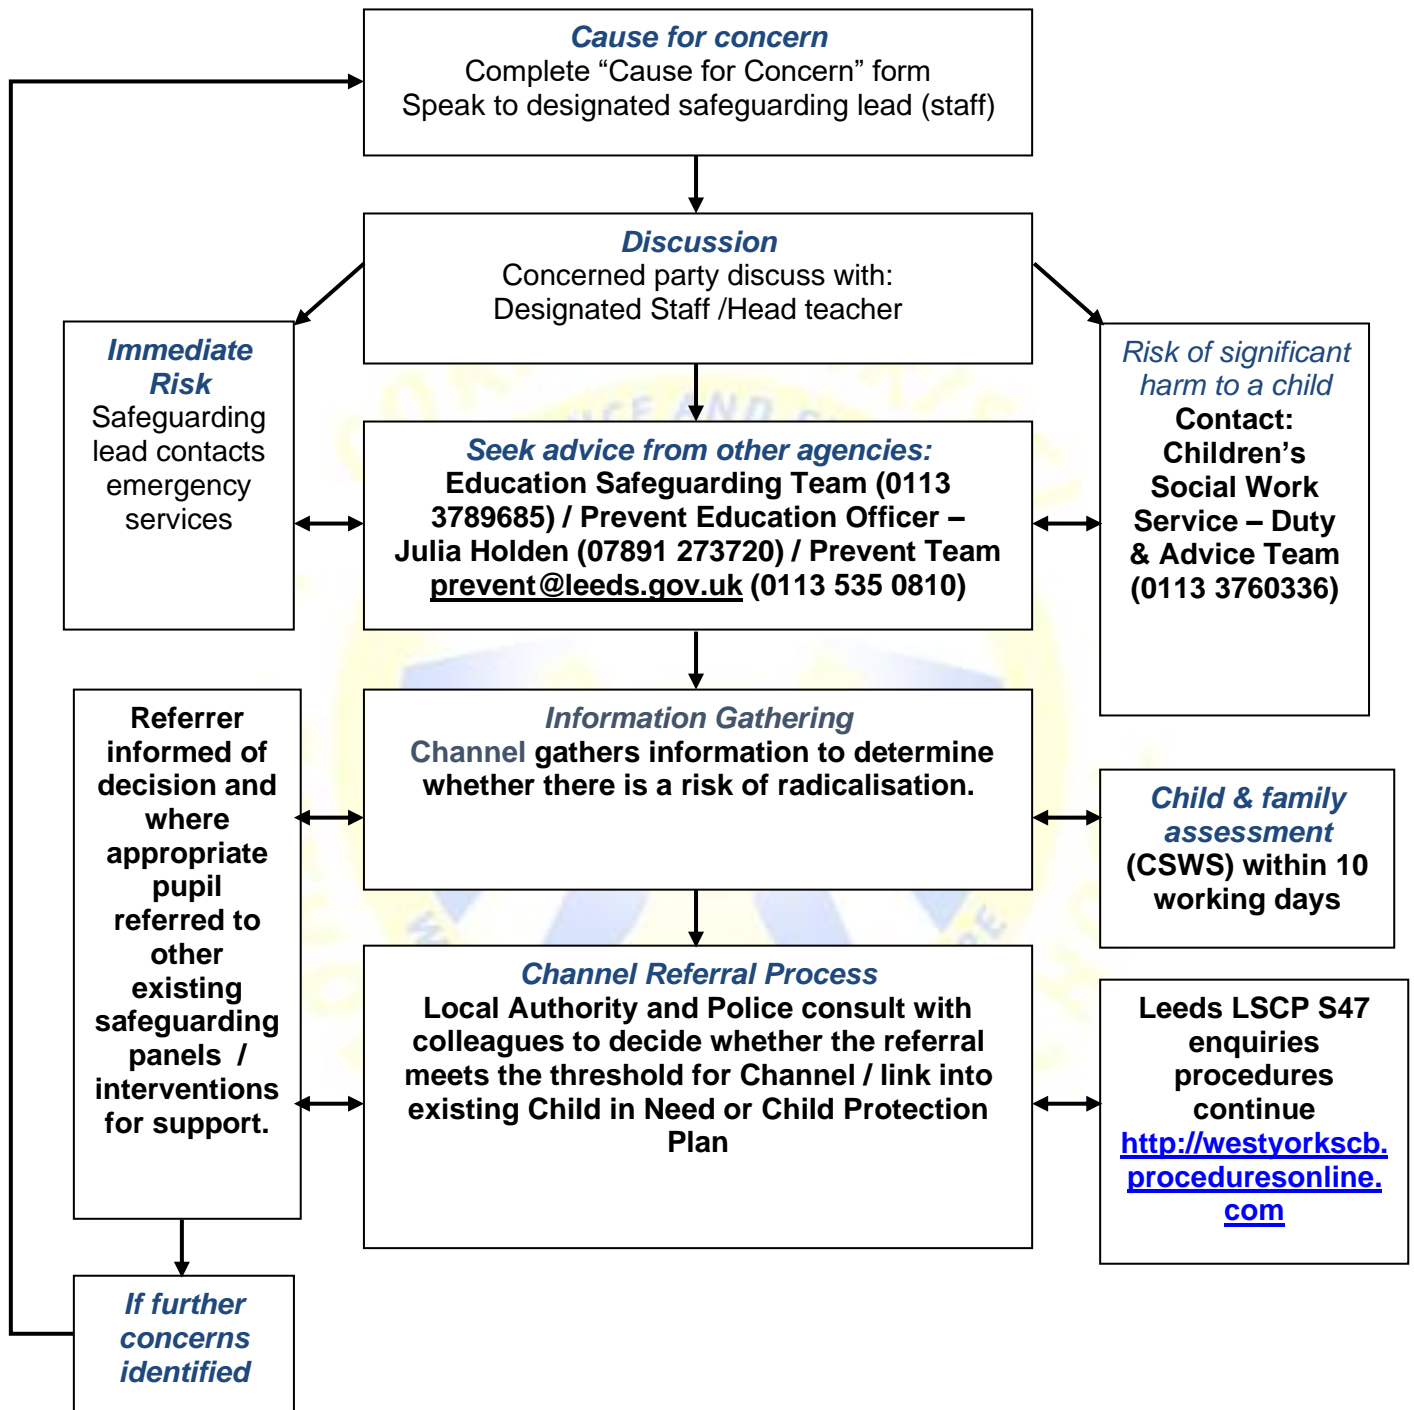 Cause for concern
Complete “Cause for Concern” form
Speak to designated safeguarding lead (staff)
Discussion
Concerned party discuss with:
Designated Staff /Head teacher
Immediate
Risk
Safeguarding
lead contacts
emergency
services
Risk of significant
harm to a child
Contact:
Children’s
Social Work
Service – Duty
& Advice Team
(0113 3760336)
Seek advice from other agencies:
Education Safeguarding Team (0113
3789685) / Prevent Education Officer –
Julia Holden (07891 273720) / Prevent Team
prevent@leeds.gov.uk (0113 535 0810)
Referrer
informed of
decision and
where
appropriate
pupil
referred to
other
existing
safeguarding
panels /
interventions
for support.
Information Gathering
Channel gathers information to determine
whether there is a risk of radicalisation.
Child & family
assessment
(CSWS) within 10
working days
Channel Referral Process
Local Authority and Police consult with
colleagues to decide whether the referral
meets the threshold for Channel / link into
existing Child in Need or Child Protection
Plan
Leeds LSCP S47
enquiries
procedures
continue
http://westyorkscb.
proceduresonline.
com
If further
concerns
identified